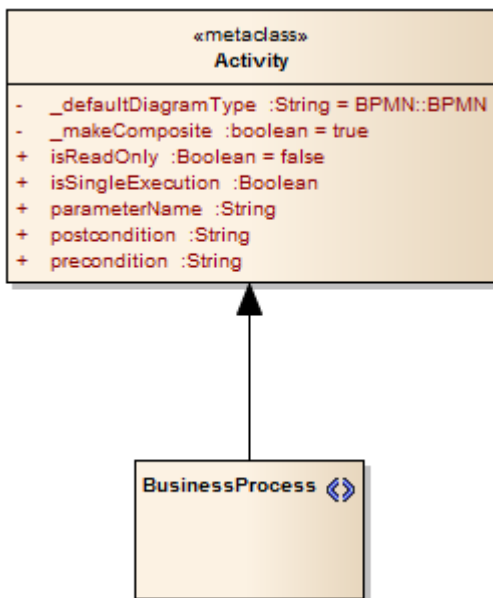 «metaclass»
Activity
- _defaultDiagramType :String = BPMN::BPMN
- _makeComposite :boolean = true
+ isReadOnly :Boolean = false
+ isSingleExecution :Boolean
+ parameterName :String
+ postcondition :String
+ precondition :String
BusinessProcess